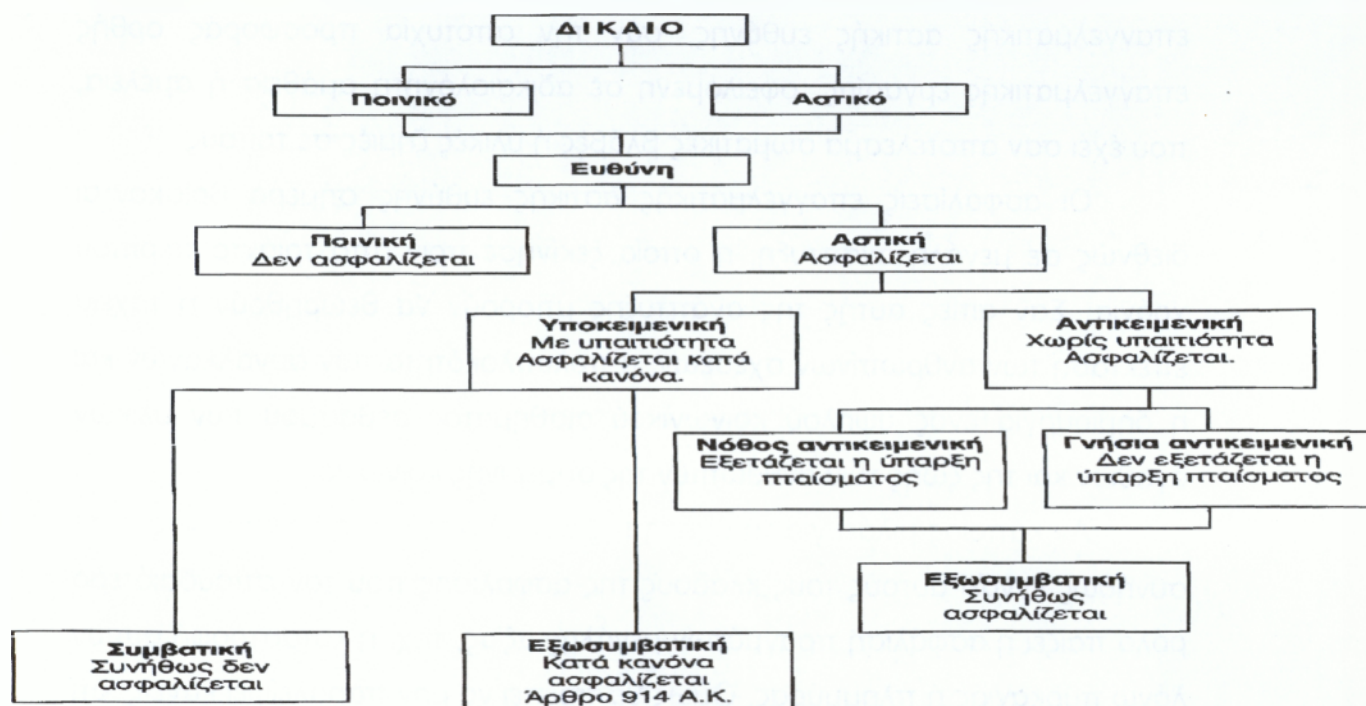 ΔΙΚΑΙΟ
Ποινικό
Αστικό
Ευθύνη
Ποινική
Δεν ασφαλίζεται
Αστική
Ασφαλίζεται
Υποκειμενική
Με υπαιτιότητα
Ασφαλίζεται κατά
κανόνα.
Αντικειμενική
Χωρίς υπαιτιότητα
Ασφαλίζεται.
Νόθος αντικειμενική
Εξετάζεται η ύπαρξη
πταίσματος
Γνήσια αντικειμενική
Δεν εξετάζεται η
ύπαρξη πταίσματος
Εξωσυμβατική
Συνήθως
ασφαλίζεται
Συμβατική
Συνήθως δεν
ασφαλίζεται
Εξωσυμβατική
Κατά κανόνα
ασφαλίζεται
Άρθρο 914 Α.Κ.